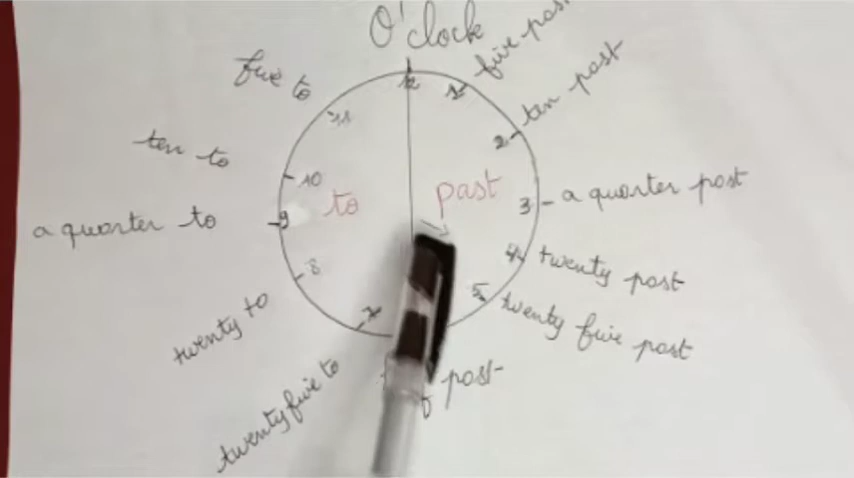 O'clock
five past
ten past
a quarter past
twenty past
twenty five past
past
twenty five to
twenty to
a quarter to
ten to
five to
to
past
12
1
2
3
4
5
7
8
9
10
11